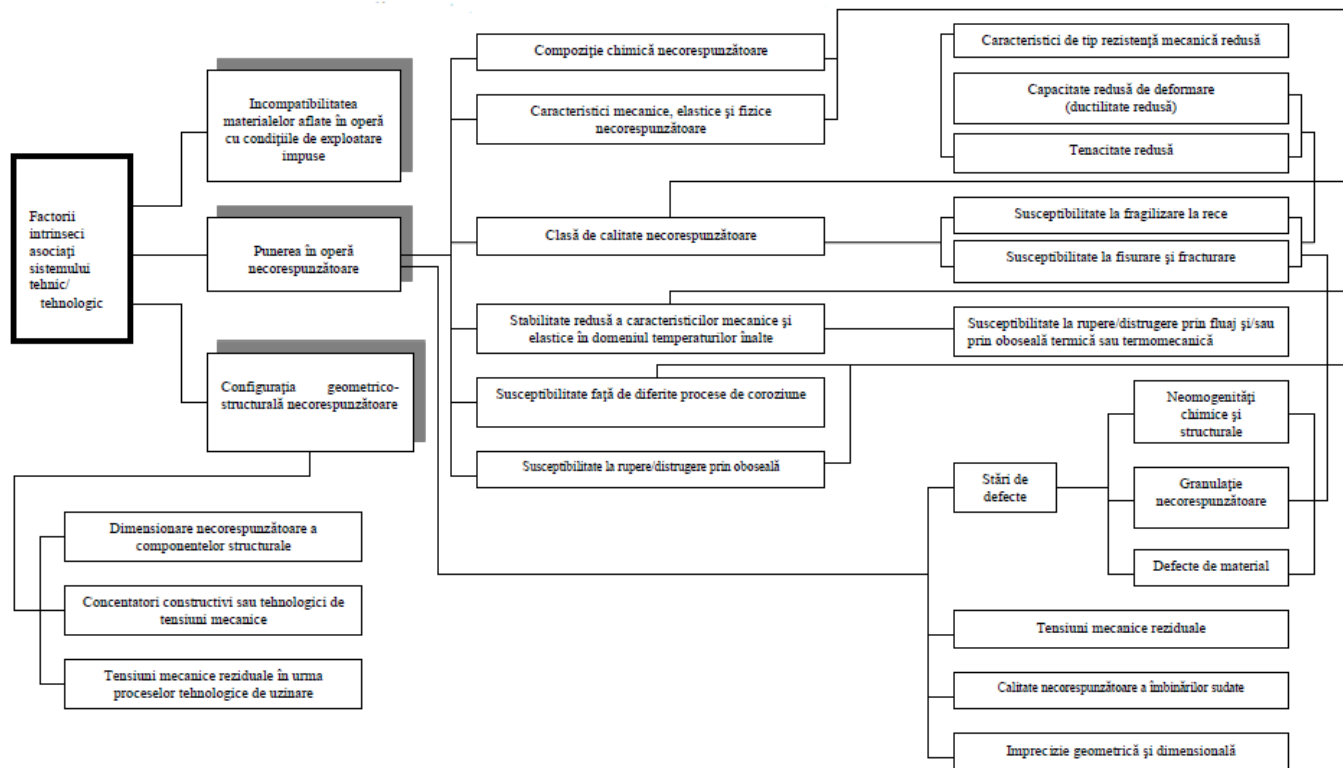 Factorii
intrinseci
asociați
sistemului
tehnic/
tehnologic
Incompatibilitatea
materialelor aflate în operă
cu condițiile de exploatare
impuse
Punerea în operă
necorespunzătoare
Configurația geometrico-
structurală necorespunzătoare
Dimensionare necorespunzătoare a
componentelor structurale
Concentatori constructivi sau tehnologici de
tensiuni mecanice
Tensiuni mecanice reziduale în urma
proceselor tehnologice de uzinare
Compoziție chimică necorespunzătoare
Caracteristici mecanice, elastice și fizice
necorespunzătoare
Clasă de calitate necorespunzătoare
Stabilitate redusă a caracteristicilor mecanice și
elastice în domeniul temperaturilor înalte
Susceptibilitate față de diferite procese de coroziune
Susceptibilitate la rupere/distrugere prin oboseală
Caracteristici de tip rezistență mecanică redusă
Capacitate redusă de deformare
(ductilitate redusă)
Tenacitate redusă
Susceptibilitate la fragilizare la rece
Susceptibilitate la fisurare și fracturare
Susceptibilitate la rupere/distrugere prin fluaj și/sau
prin oboseală termică sau termomecanică
Stări de
defecte
Neomogenități
chimice și
structurale
Granulație
necorespunzătoare
Defecte de material
Tensiuni mecanice reziduale
Calitate necorespunzătoare a îmbinărilor sudate
Imprecizie geometrică și dimensională